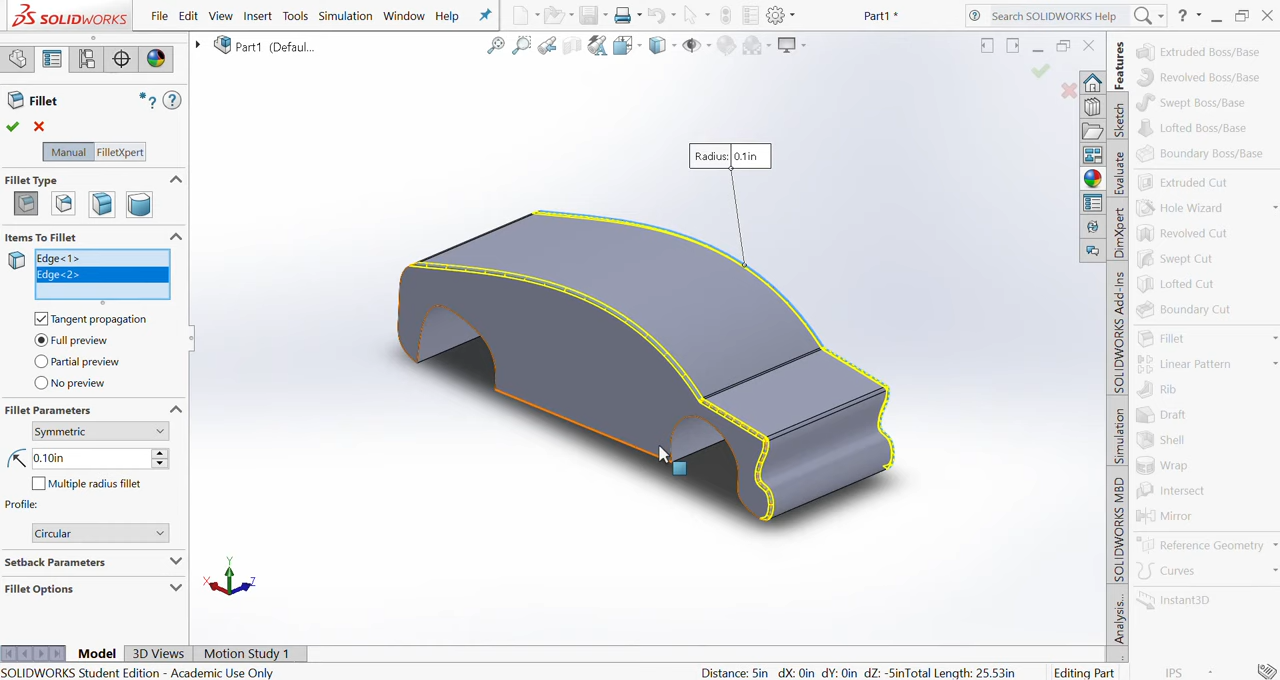 SOLIDWORKS File Edit View Insert Tools Simulation Window Help Part1 * Search SOLIDWORKS Help ?
Part1 (Defaul...
Fillet
Manual FilletXpert
Fillet Type
Items To Fillet
Edge<1>
Edge<2>
Tangent propagation
Full preview
Partial preview
No preview
Fillet Parameters
Symmetric
0.10in
Multiple radius fillet
Profile:
Circular
Setback Parameters
Fillet Options
Radius: 0.1in
Y
X
Z
Features
Sketch
Evaluate
DimXpert
SOLIDWORKS Add-Ins
Simulation
SOLIDWORKS MBD
Analysis...
Extruded Boss/Base
Revolved Boss/Base
Swept Boss/Base
Lofted Boss/Base
Boundary Boss/Base
Extruded Cut
Hole Wizard
Revolved Cut
Swept Cut
Lofted Cut
Boundary Cut
Fillet
Linear Pattern
Rib
Draft
Shell
Wrap
Intersect
Mirror
Reference Geometry
Curves
Instant3D
Model 3D Views Motion Study 1
SOLIDWORKS Student Edition - Academic Use Only Distance: 5in dX: 0in dY: 0in dZ: -5inTotal Length: 25.53in Editing Part IPS -